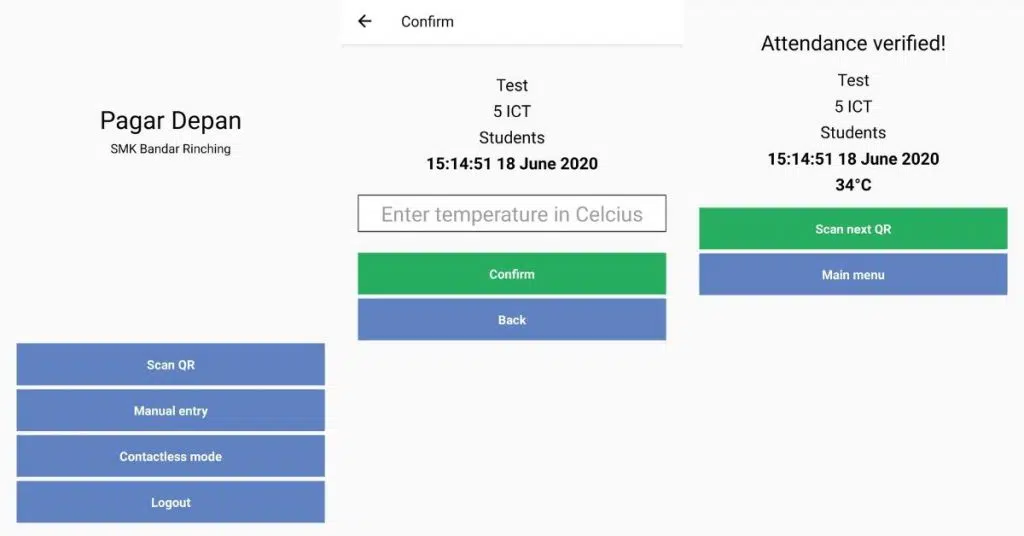 Pagar Depan
SMK Bandar Rinching
Scan QR
Manual entry
Contactless mode
Logout
Confirm
Test
5 ICT
Students
15:14:51 18 June 2020
Enter temperature in Celcius
Confirm
Back
Attendance verified!
Test
5 ICT
Students
15:14:51 18 June 2020
34°C
Scan next QR
Main menu